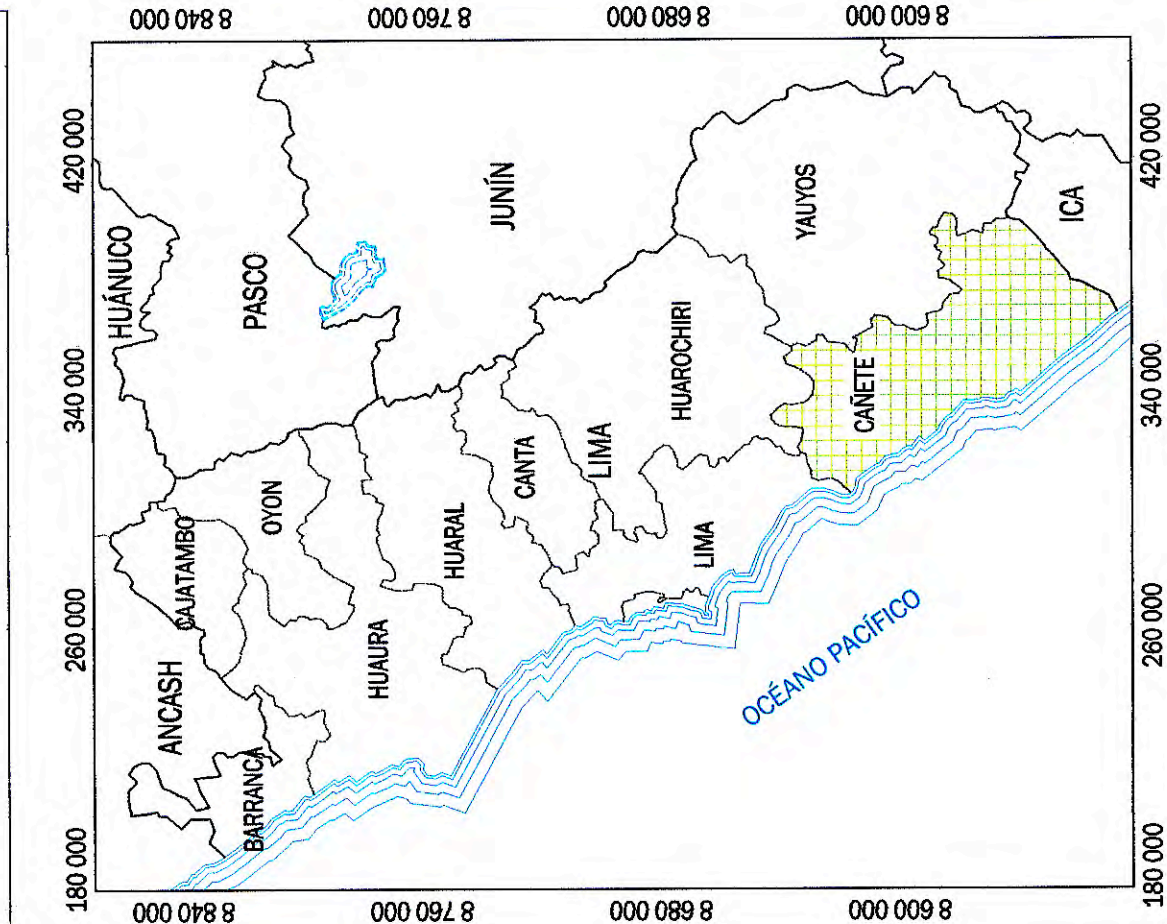 180 000
260 000
340 000
420 000
8 840 000
8 840 000
HUÁNUCO
ANCASH
CAJATAMBO
PASCO
BARRANCA
OYON
8 760 000
8 760 000
HUAURA
HUARAL
JUNÍN
CANTA
LIMA
8 680 000
8 680 000
HUAROCHIRI
LIMA
OCÉANO PACÍFICO
YAUYOS
CAÑETE
8 600 000
8 600 000
ICA
180 000
260 000
340 000
420 000